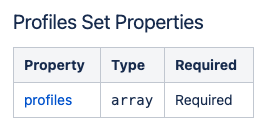 Profiles Set Properties
Property Type Required
profiles array Required